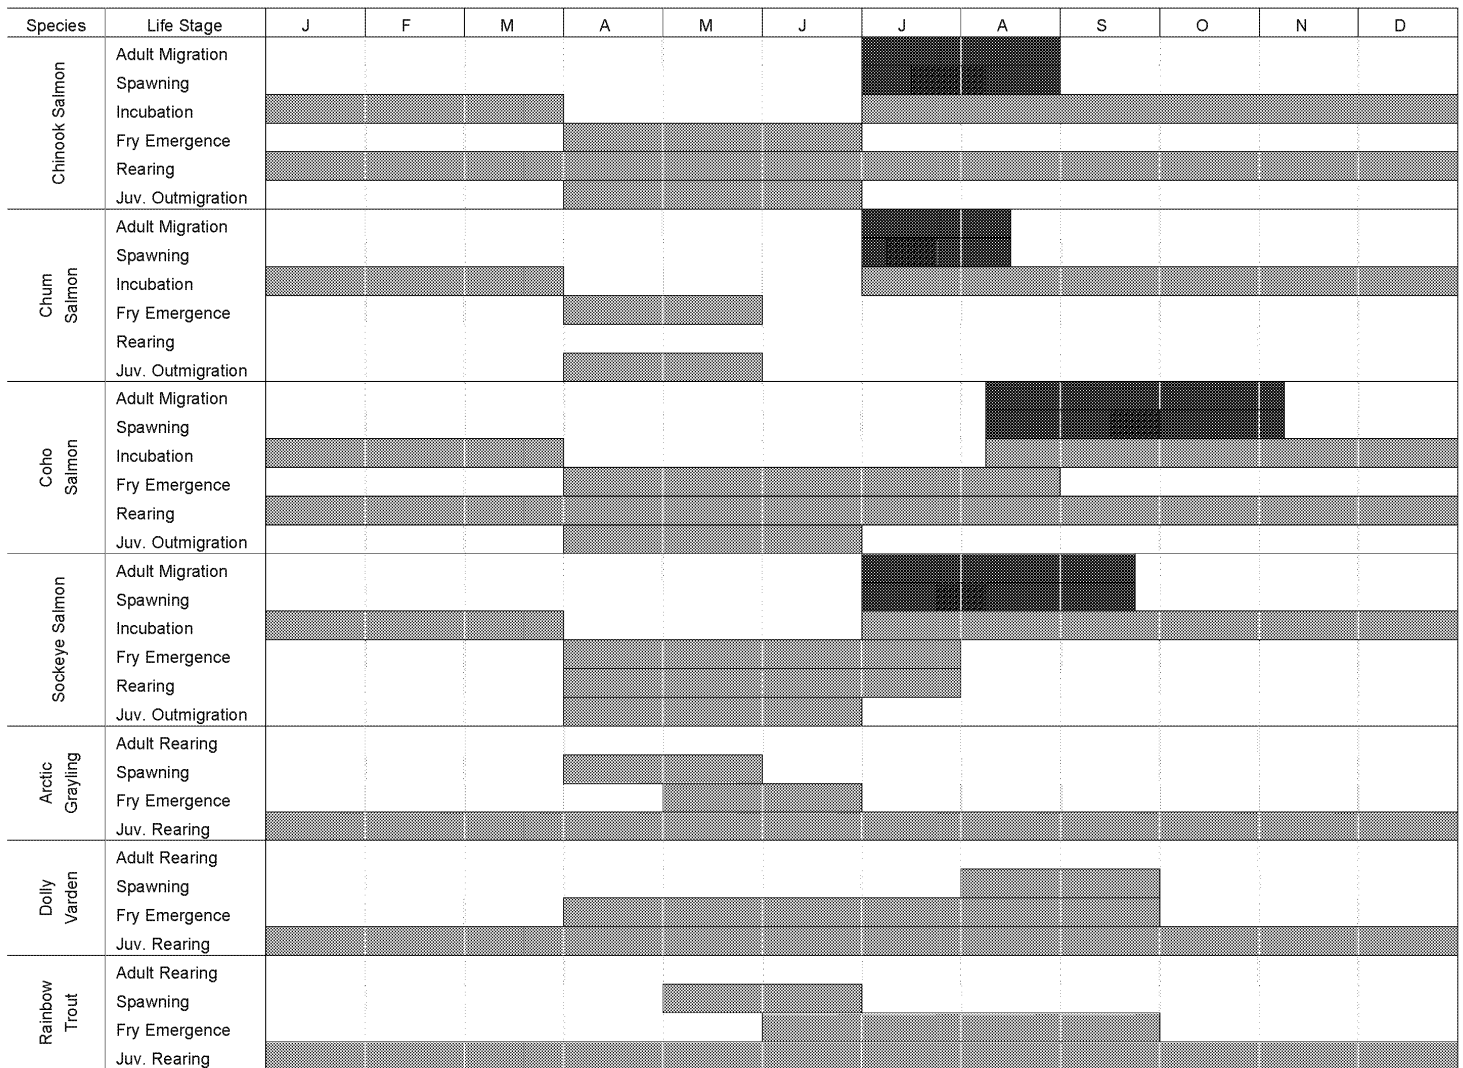 Species Life Stage J F M A M J J A S O N D
Chinook Salmon
Adult Migration
Spawning
Incubation
Fry Emergence
Rearing
Juv. Outmigration
Chum
Salmon
Adult Migration
Spawning
Incubation
Fry Emergence
Rearing
Juv. Outmigration
Coho
Salmon
Adult Migration
Spawning
Incubation
Fry Emergence
Rearing
Juv. Outmigration
Sockeye Salmon
Adult Migration
Spawning
Incubation
Fry Emergence
Rearing
Juv. Outmigration
Arctic
Grayling
Adult Rearing
Spawning
Fry Emergence
Juv. Rearing
Dolly
Varden
Adult Rearing
Spawning
Fry Emergence
Juv. Rearing
Rainbow
Trout
Adult Rearing
Spawning
Fry Emergence
Juv. Rearing